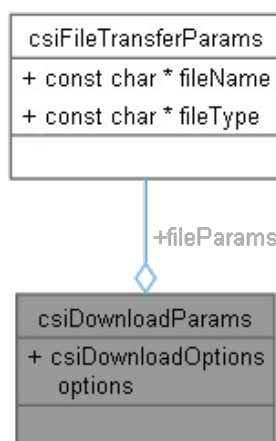 csiFileTransferParams
+ const char * fileName
+ const char * fileType
+fileParams
csiDownloadParams
+ csiDownloadOptions
options